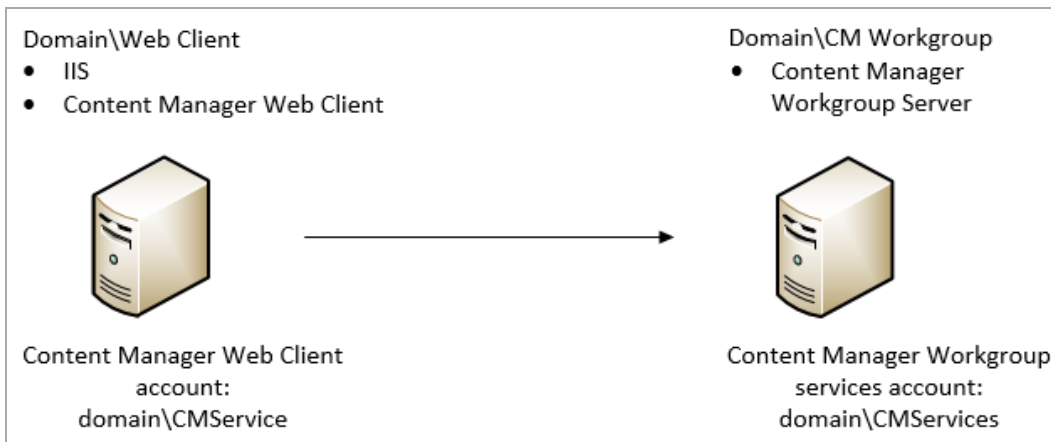 Domain\Web Client
• IIS
• Content Manager Web Client
Content Manager Web Client
account:
domain\CMService
Domain\CM Workgroup
• Content Manager
Workgroup Server
Content Manager Workgroup
services account:
domain\CMServices